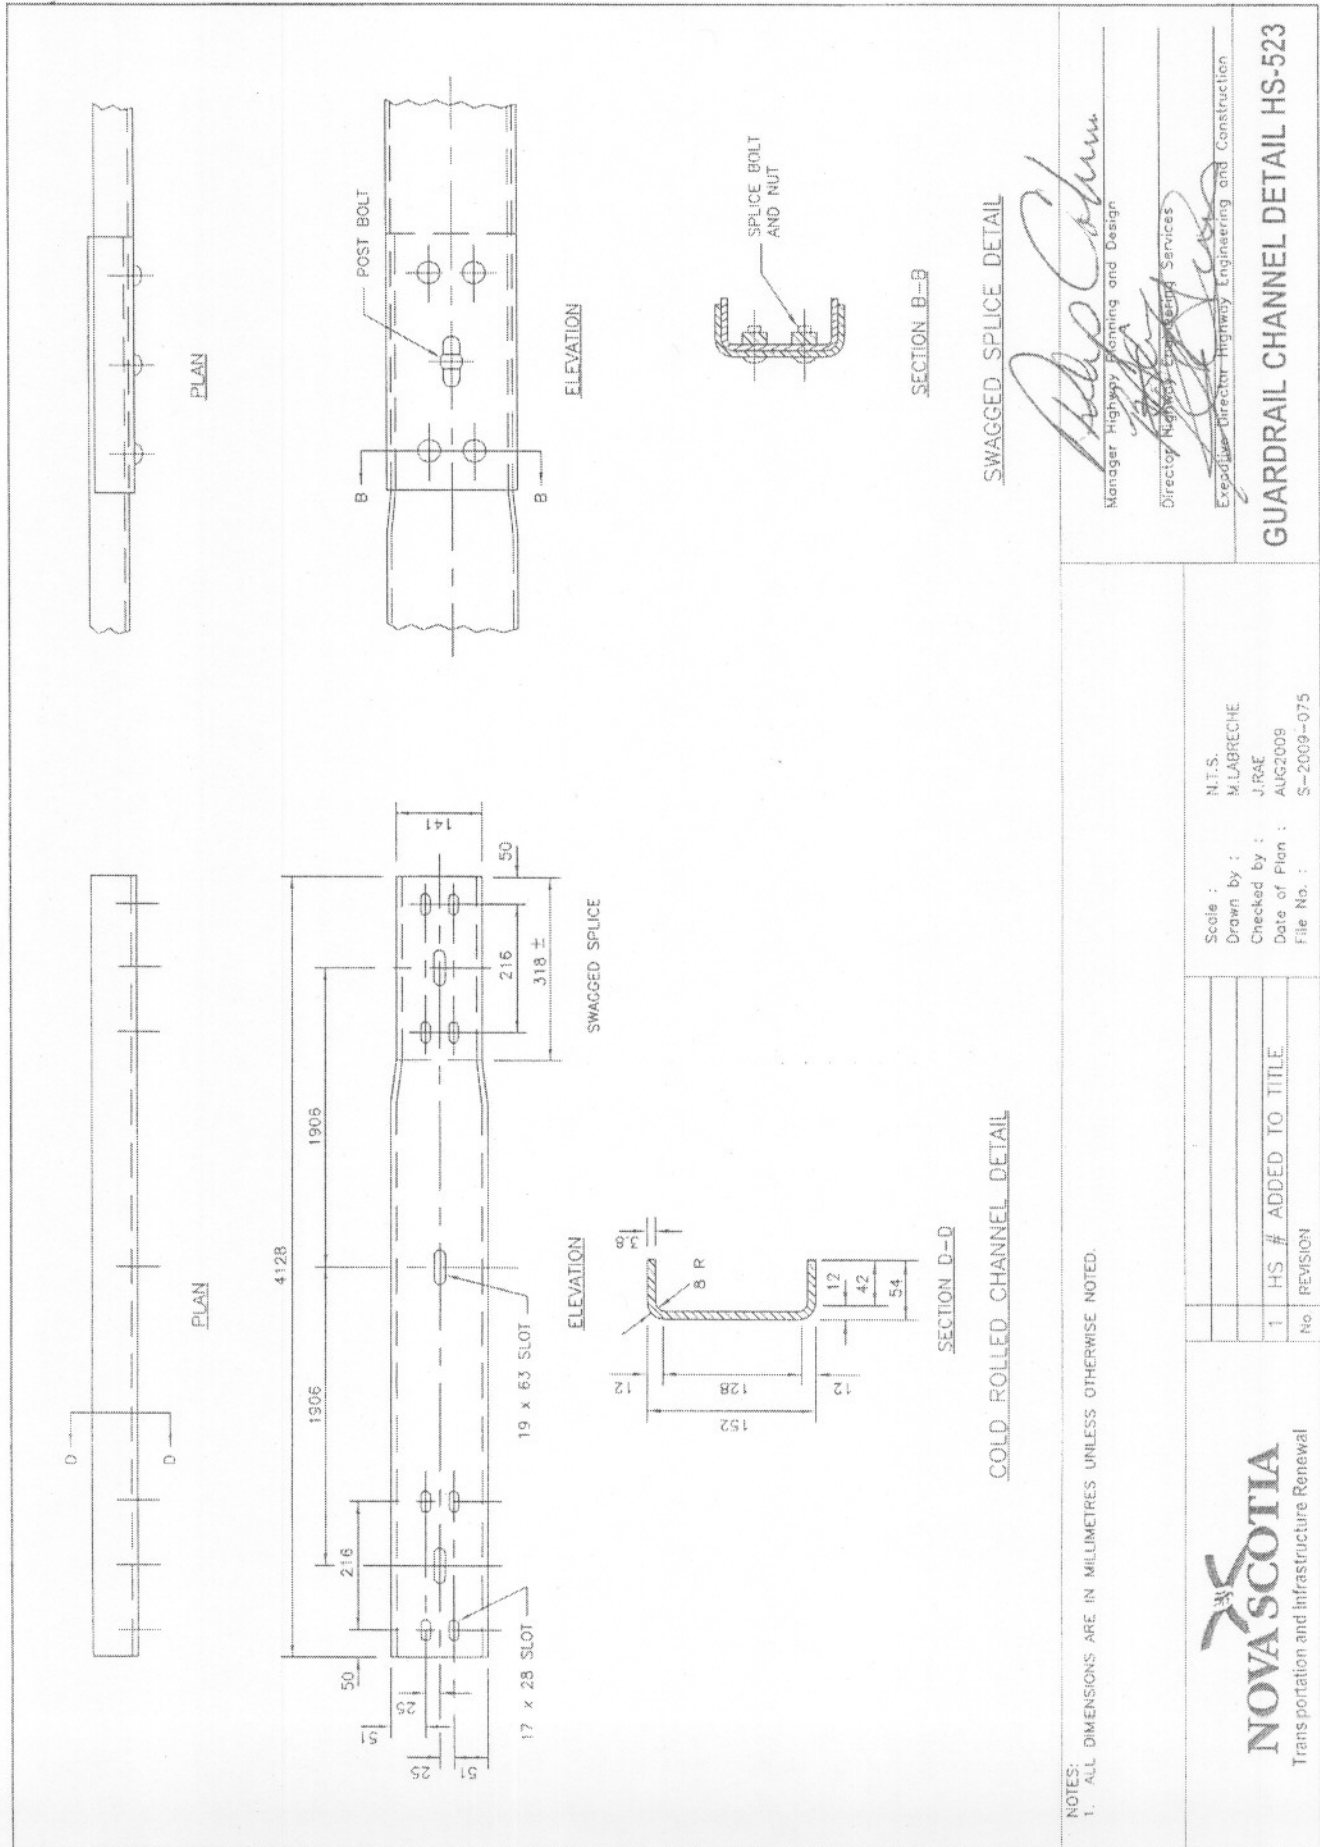 PLAN
D
D
4128
1906
1906
216
50
51
25
25
51
17 x 28 SLOT
19 x 63 SLOT
ELEVATION
141
50
216
318 ±
SWAGGED SPLICE
3.8
8 R
12
128
12
152
12
42
54
SECTION D-D
COLD ROLLED CHANNEL DETAIL
PLAN
POST BOLT
B
B
ELEVATION
SPLICE BOLT
AND NUT
SECTION B-B
SWAGGED SPLICE DETAIL
NOTES:
1. ALL DIMENSIONS ARE IN MILLIMETRES UNLESS OTHERWISE NOTED.
NOVA SCOTIA
Transportation and Infrastructure Renewal
1 HS # ADDED TO TITLE
No REVISION
Scale : N.T.S.
Drawn by : M.LABRECHE
Checked by : J.RAE
Date of Plan : AUG2009
File No. : S-2009-075
Manager Highway Planning and Design
Director Highway Engineering Services
Executive Director Highway Engineering and Construction
GUARDRAIL CHANNEL DETAIL HS-523